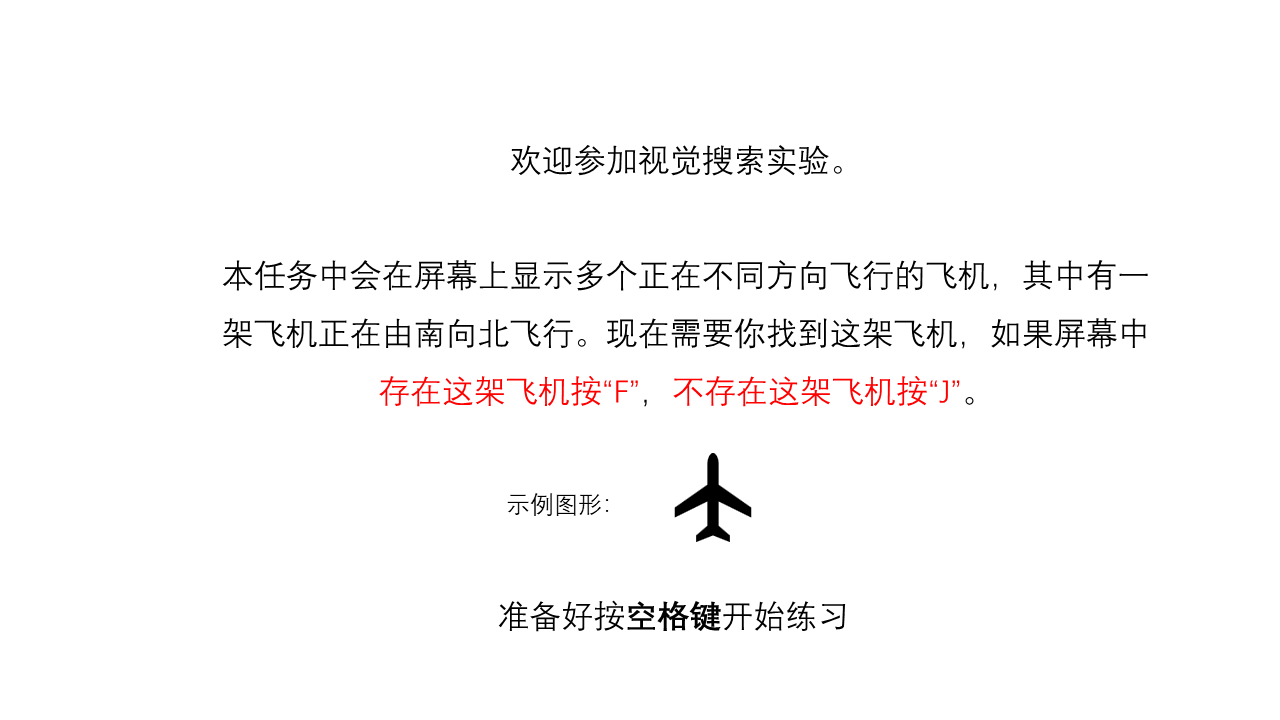 欢迎参加视觉搜索实验。
本任务中会在屏幕上显示多个正在不同方向飞行的飞机，其中有一
架飞机正在由南向北飞行。现在需要你找到这架飞机，如果屏幕中
存在这架飞机按“F”，不存在这架飞机按“J”。
示例图形：
准备好按空格键开始练习